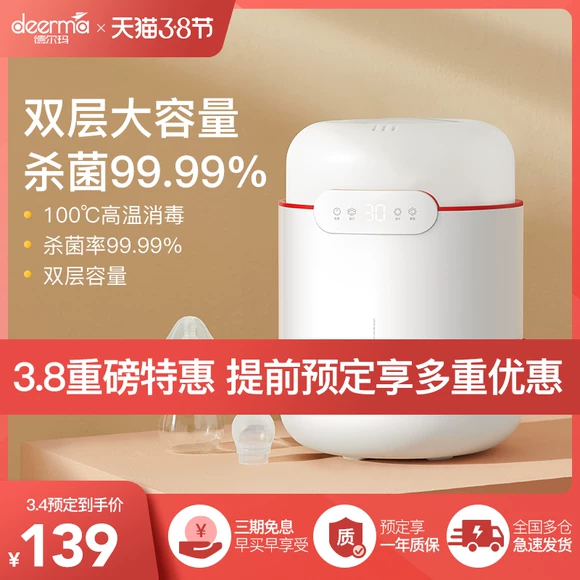 deerma
德尔玛
× 天猫3.8节
双层大容量
杀菌99.99%
100℃高温消毒
杀菌率99.99%
双层容量
30
3.8重磅特惠 提前预定享多重优惠
3.4预定到手价
¥139
¥
三期免息
早买早享受
质
预定享
一年质保
全国多仓
急速发货